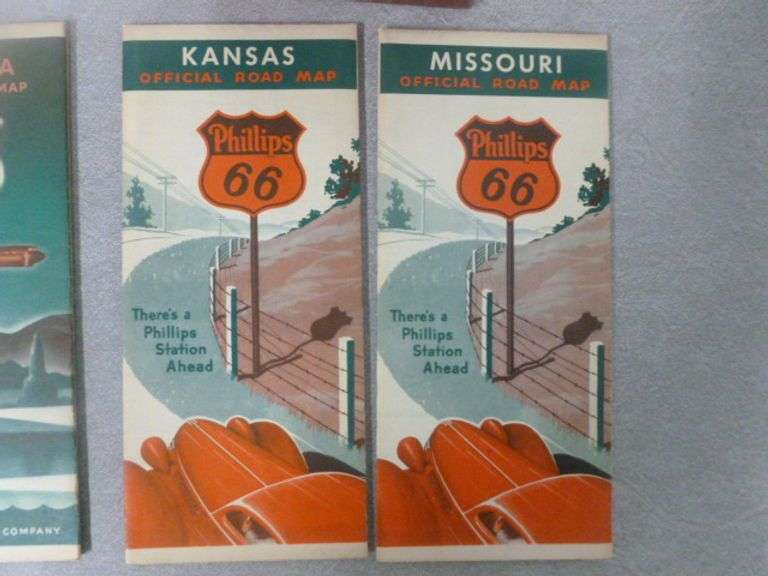 A
MAP
COMPANY
KANSAS
OFFICIAL ROAD MAP
Phillips
66
There's a
Phillips
Station
Ahead
MISSOURI
OFFICIAL ROAD MAP
Phillips
66
There's a
Phillips
Station
Ahead